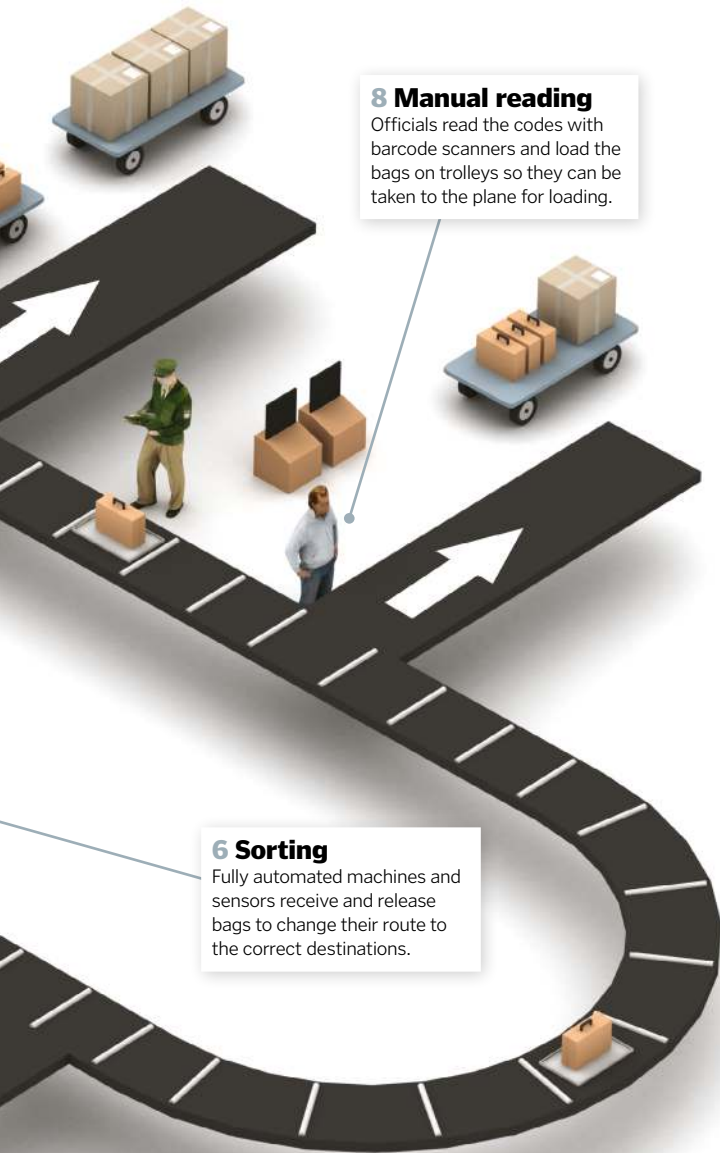 8 Manual reading
Officials read the codes with
barcode scanners and load the
bags on trolleys so they can be
taken to the plane for loading.
6 Sorting
Fully automated machines and
sensors receive and release
bags to change their route to
the correct destinations.